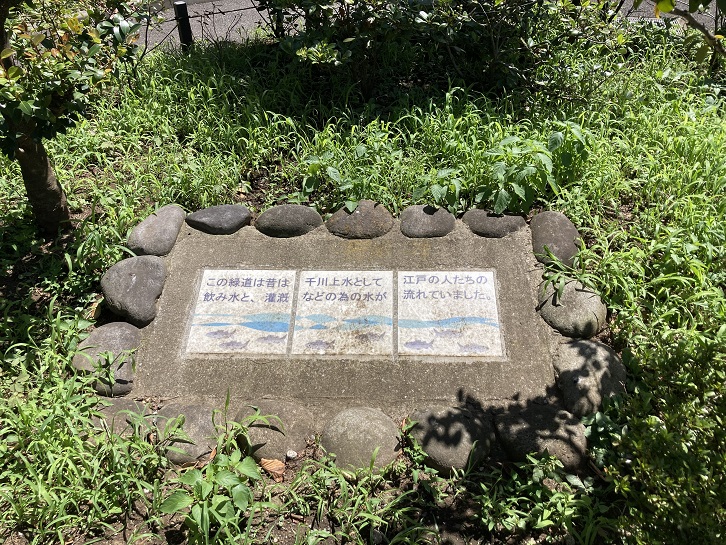 この緑道は昔は 千川上水として 江戸の人たちの
飲み水と、灌漑 などの為の水が 流れていました。